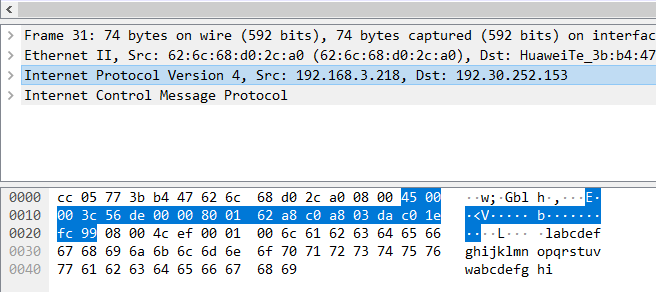 Frame 31: 74 bytes on wire (592 bits), 74 bytes captured (592 bits) on interfac
Ethernet II, Src: 62:6c:68:d0:2c:a0 (62:6c:68:d0:2c:a0), Dst: HuaweiTe_3b:b4:47
Internet Protocol Version 4, Src: 192.168.3.218, Dst: 192.30.252.153
Internet Control Message Protocol
0000 cc 05 77 3b b4 47 62 6c 68 d0 2c a0 08 00 45 00 ··w;·Gbl h·,···E·
0010 00 3c 56 de 00 00 80 01 62 a8 c0 a8 03 da c0 1e ·<V····· b·······
0020 fc 99 08 00 4c ef 00 01 00 6c 61 62 63 64 65 66 ····L··· ·labcdef
0030 67 68 69 6a 6b 6c 6d 6e 6f 70 71 72 73 74 75 76 ghijklmn opqrstuv
0040 77 61 62 63 64 65 66 67 68 69 wabcdefg hi